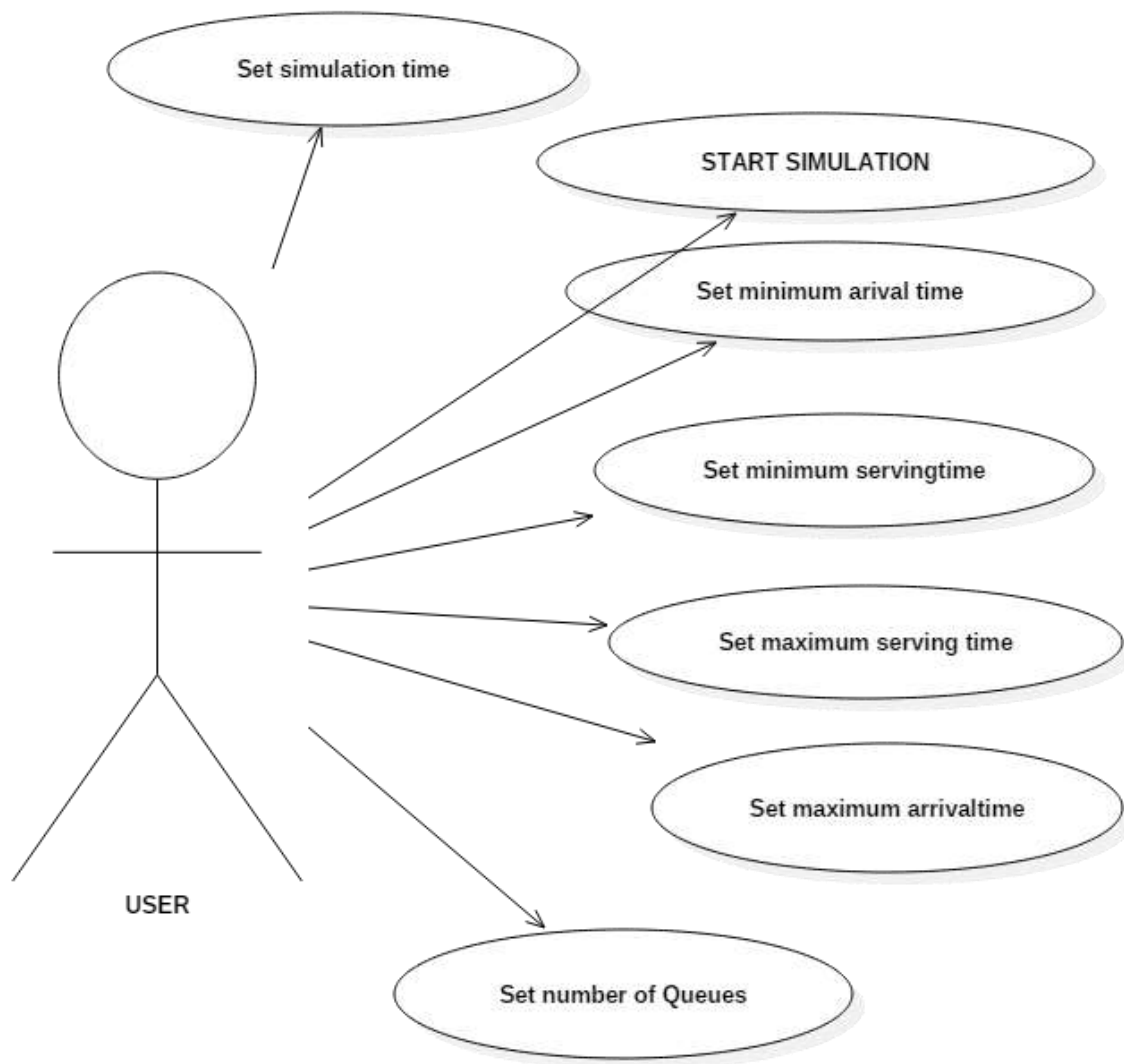 Set simulation time
START SIMULATION
Set minimum arival time
Set minimum servingtime
Set maximum serving time
Set maximum arrivaltime
USER
Set number of Queues